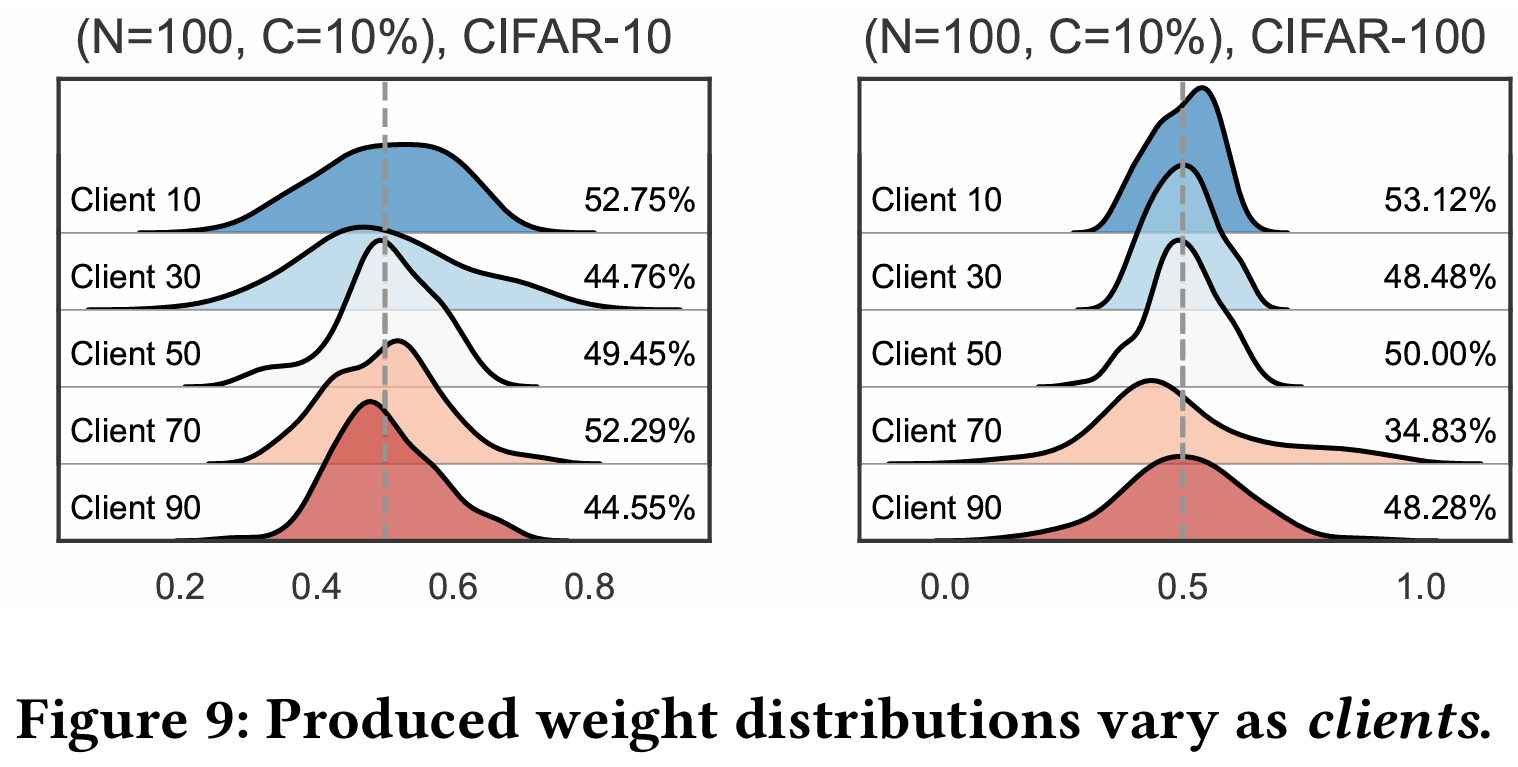 (N=100, C=10%), CIFAR-10
Client 10 52.75%
Client 30 44.76%
Client 50 49.45%
Client 70 52.29%
Client 90 44.55%
0.2 0.4 0.6 0.8
(N=100, C=10%), CIFAR-100
Client 10 53.12%
Client 30 48.48%
Client 50 50.00%
Client 70 34.83%
Client 90 48.28%
0.0 0.5 1.0
Figure 9: Produced weight distributions vary as clients.